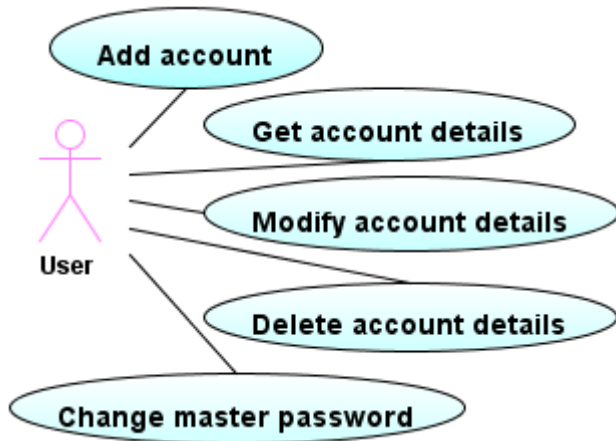 Add account
Get account details
Modify account details
User
Delete account details
Change master password